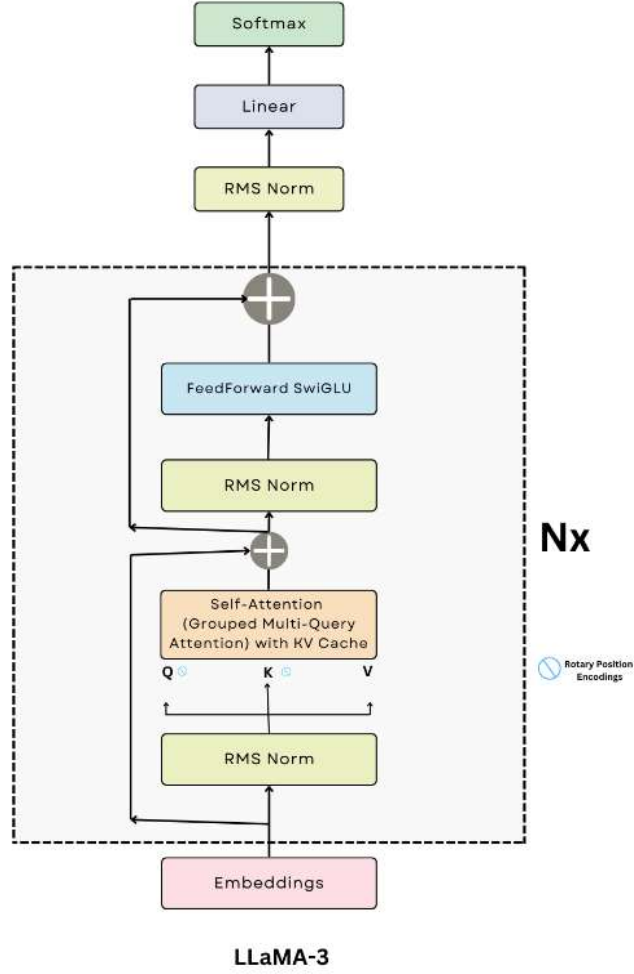 Softmax
Linear
RMS Norm
FeedForward SwiGLU
RMS Norm
Nx
Self-Attention
(Grouped Multi-Query
Attention) with KV Cache
Q K V
Rotary Position
Encodings
RMS Norm
Embeddings
LLaMA-3